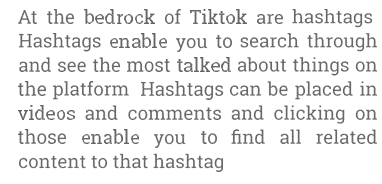 At the bedrock of Tiktok are hashtags
Hashtags enable you to search through
and see the most talked about things on
the platform Hashtags can be placed in
videos and comments and clicking on
those enable you to find all related
content to that hashtag